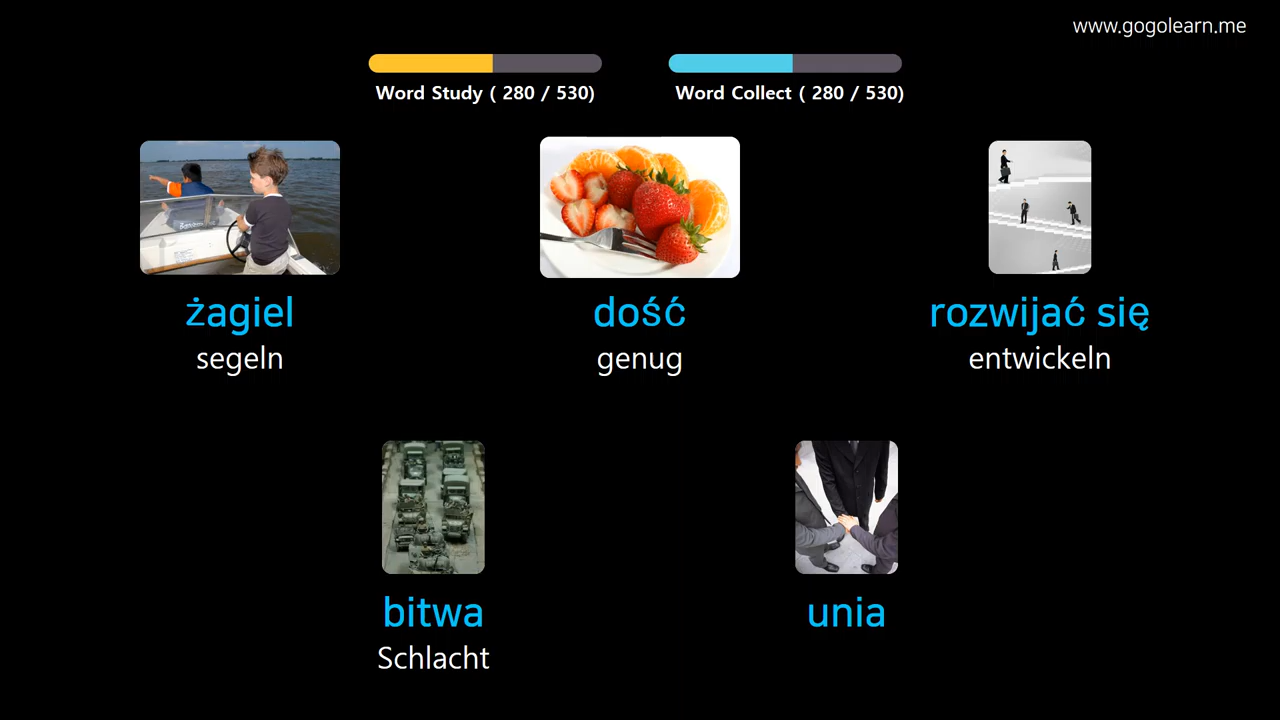 www.gogolearn.me
Word Study ( 280 / 530)
Word Collect ( 280 / 530)
żagiel
segeln
dość
genug
rozwijać się
entwickeln
bitwa
Schlacht
unia